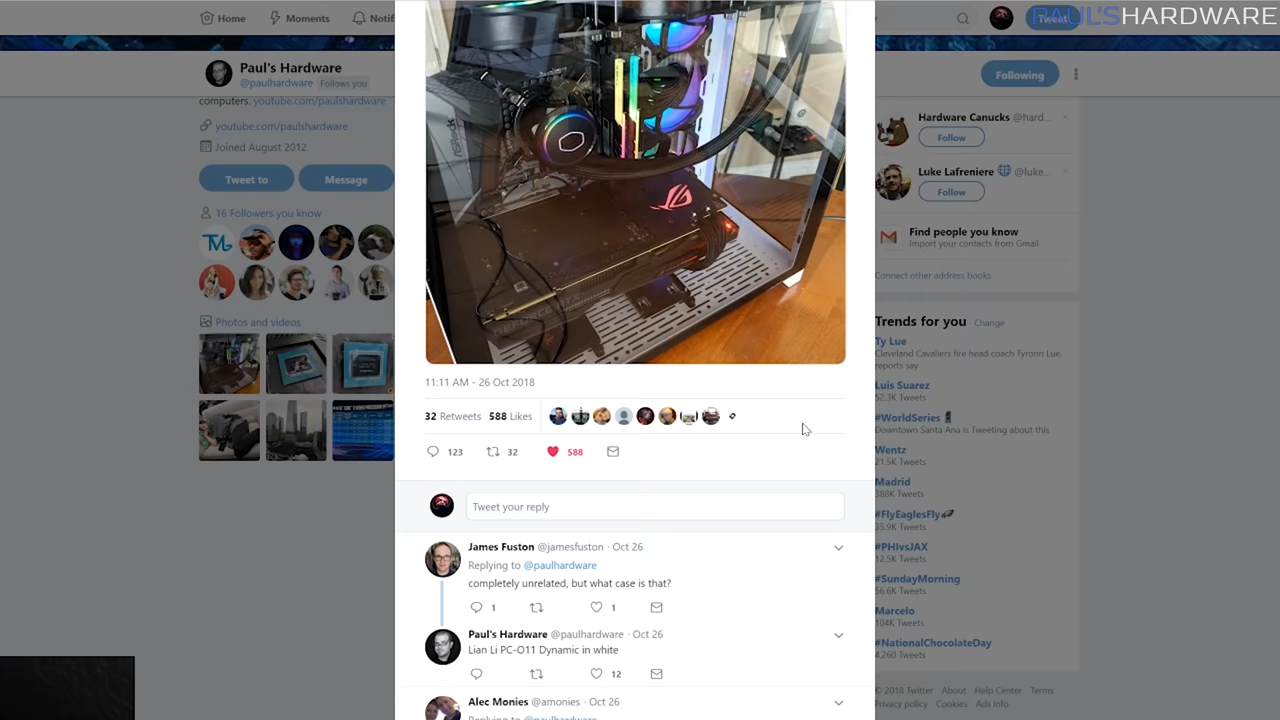 Home
Moments
Notifi
Tweet
PAUL'SHARDWARE
Paul's Hardware
@paulhardware Follows you
Following
computers. youtube.com/paulshardware
youtube.com/paulshardware
Joined August 2012
Tweet to
Message
16 Followers you know
Photos and videos
11:11 AM - 26 Oct 2018
32 Retweets 588 Likes
123 32 588
Tweet your reply
James Fuston @jamesfuston · Oct 26
Replying to @paulhardware
completely unrelated, but what case is that?
1 1
Paul's Hardware @paulhardware · Oct 26
Lian Li PC-O11 Dynamic in white
12
Alec Monies @amonies · Oct 26
Replying to @paulhardware
Hardware Canucks @hard...
Follow
Luke Lafreniere @luke...
Follow
Find people you know
Import your contacts from Gmail
Connect other address books
Trends for you · Change
Ty Lue
Cleveland Cavaliers fire head coach Tyronn Lue,
reports say
Luis Suarez
52.3K Tweets
#WorldSeries
Downtown Santa Ana is Tweeting about this
Wentz
21.5K Tweets
Madrid
388K Tweets
#FlyEaglesFly
35.9K Tweets
#PHIvsJAX
12.5K Tweets
#SundayMorning
56.6K Tweets
Marcelo
104K Tweets
#NationalChocolateDay
4,260 Tweets
© 2018 Twitter About Help Center Terms
Privacy policy Cookies Ads info